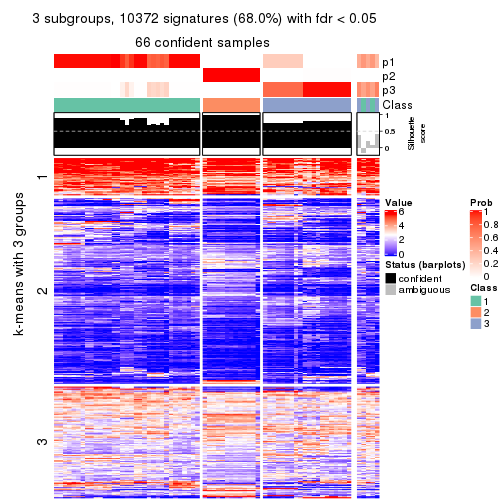 3 subgroups, 10372 signatures (68.0%) with fdr < 0.05
66 confident samples
p1
p2
p3
Class
1
0.5
0
Silhouette
score
k-means with 3 groups
1
2
3
Value
6
4
2
0
Status (barplots)
confident
ambiguous
Prob
1
0.8
0.6
0.4
0.2
0
Class
1
2
3